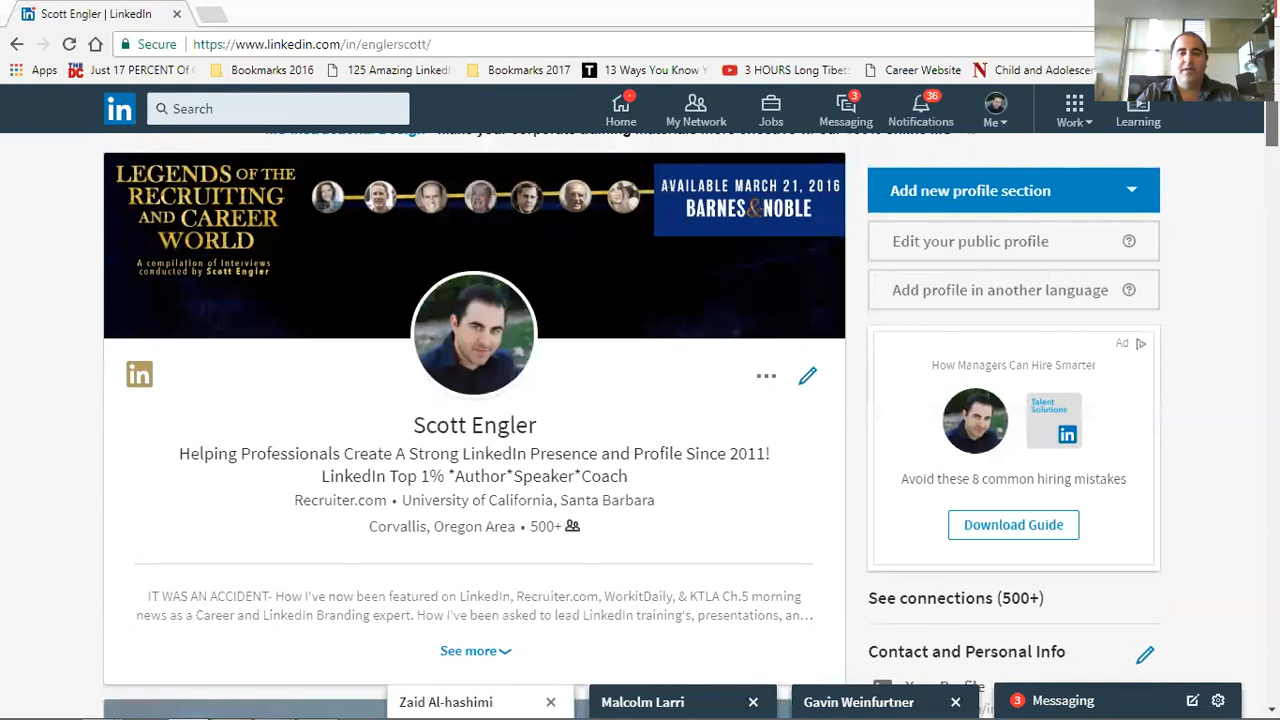 Scott Engler | LinkedIn
Secure https://www.linkedin.com/in/englerscott/
Apps Just 17 PERCENT Of Bookmarks 2016 125 Amazing Linked Bookmarks 2017 13 Ways You Know Y 3 HOURS Long Tibet Career Website Child and Adolescen
in Search Home 3 Messaging 36 Notifications My Network Jobs Me Work Learning
LEGENDS OF THE
RECRUITING
AND CAREER
WORLD
A compilation of Interviews
conducted by Scott Engler
AVAILABLE MARCH 21, 2016
BARNES&NOBLE
in
Scott Engler
Helping Professionals Create A Strong LinkedIn Presence and Profile Since 2011!
LinkedIn Top 1% *Author*Speaker*Coach
Recruiter.com • University of California, Santa Barbara
Corvallis, Oregon Area • 500+
IT WAS AN ACCIDENT- How I've now been featured on LinkedIn, Recruiter.com, WorkitDaily, & KTLA Ch.5 morning
news as a Career and LinkedIn Branding expert. How I've been asked to lead LinkedIn training's, presentations, an...
See more
Add new profile section
Edit your public profile
Add profile in another language
Ad
How Managers Can Hire Smarter
Talent
Solutions
in
Avoid these 8 common hiring mistakes
Download Guide
See connections (500+)
Contact and Personal Info
Your Profile
Zaid Al-hashimi Malcolm Larri Gavin Weinfurtner 3 Messaging